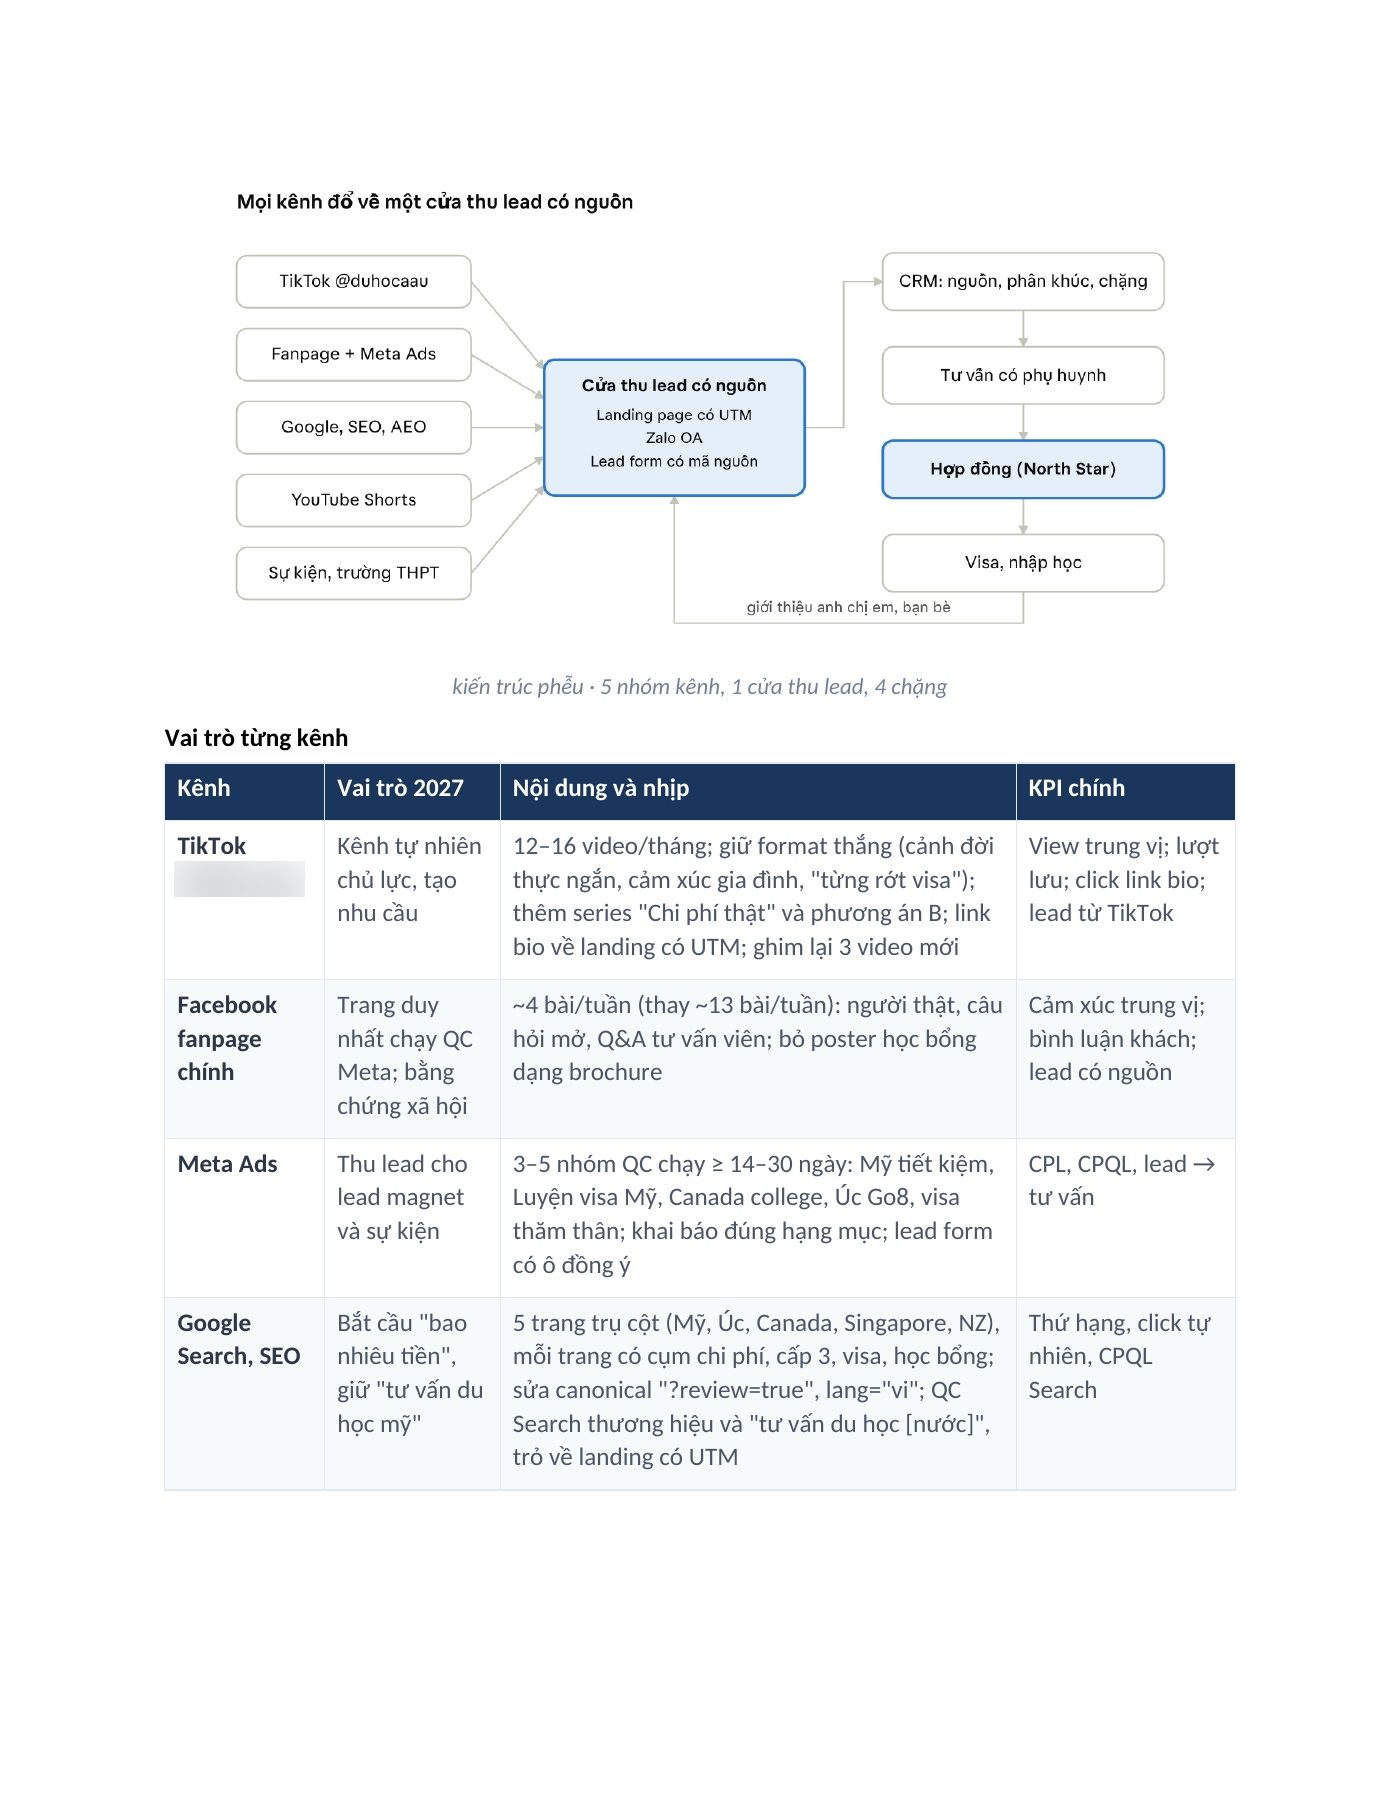 Mọi kênh đổ về một cửa thu lead có nguồn
TikTok @duhocaau
Fanpage + Meta Ads
Google, SEO, AEO
YouTube Shorts
Sự kiện, trường THPT
Cửa thu lead có nguồn
Landing page có UTM
Zalo OA
Lead form có mã nguồn
CRM: nguồn, phân khúc, chặng
Tư vấn có phụ huynh
Hợp đồng (North Star)
Visa, nhập học
giới thiệu anh chị em, bạn bè
kiến trúc phễu · 5 nhóm kênh, 1 cửa thu lead, 4 chặng
Vai trò từng kênh
Kênh
Vai trò 2027
Nội dung và nhịp
KPI chính
TikTok
Kênh tự nhiên
chủ lực, tạo
nhu cầu
12–16 video/tháng; giữ format thắng (cảnh đời
thực ngắn, cảm xúc gia đình, "từng rớt visa");
thêm series "Chi phí thật" và phương án B; link
bio về landing có UTM; ghim lại 3 video mới
View trung vị; lượt
lưu; click link bio;
lead từ TikTok
Facebook
fanpage
chính
Trang duy
nhất chạy QC
Meta; bằng
chứng xã hội
~4 bài/tuần (thay ~13 bài/tuần): người thật, câu
hỏi mở, Q&A tư vấn viên; bỏ poster học bổng
dạng brochure
Cảm xúc trung vị;
bình luận khách;
lead có nguồn
Meta Ads
Thu lead cho
lead magnet
và sự kiện
3–5 nhóm QC chạy ≥ 14–30 ngày: Mỹ tiết kiệm,
Luyện visa Mỹ, Canada college, Úc Go8, visa
thăm thân; khai báo đúng hạng mục; lead form
có ô đồng ý
CPL, CPQL, lead →
tư vấn
Google
Search, SEO
Bắt cầu "bao
nhiêu tiền",
giữ "tư vấn du
học mỹ"
5 trang trụ cột (Mỹ, Úc, Canada, Singapore, NZ),
mỗi trang có cụm chi phí, cấp 3, visa, học bổng;
sửa canonical "?review=true", lang="vi"; QC
Search thương hiệu và "tư vấn du học [nước]",
trỏ về landing có UTM
Thứ hạng, click tự
nhiên, CPQL
Search